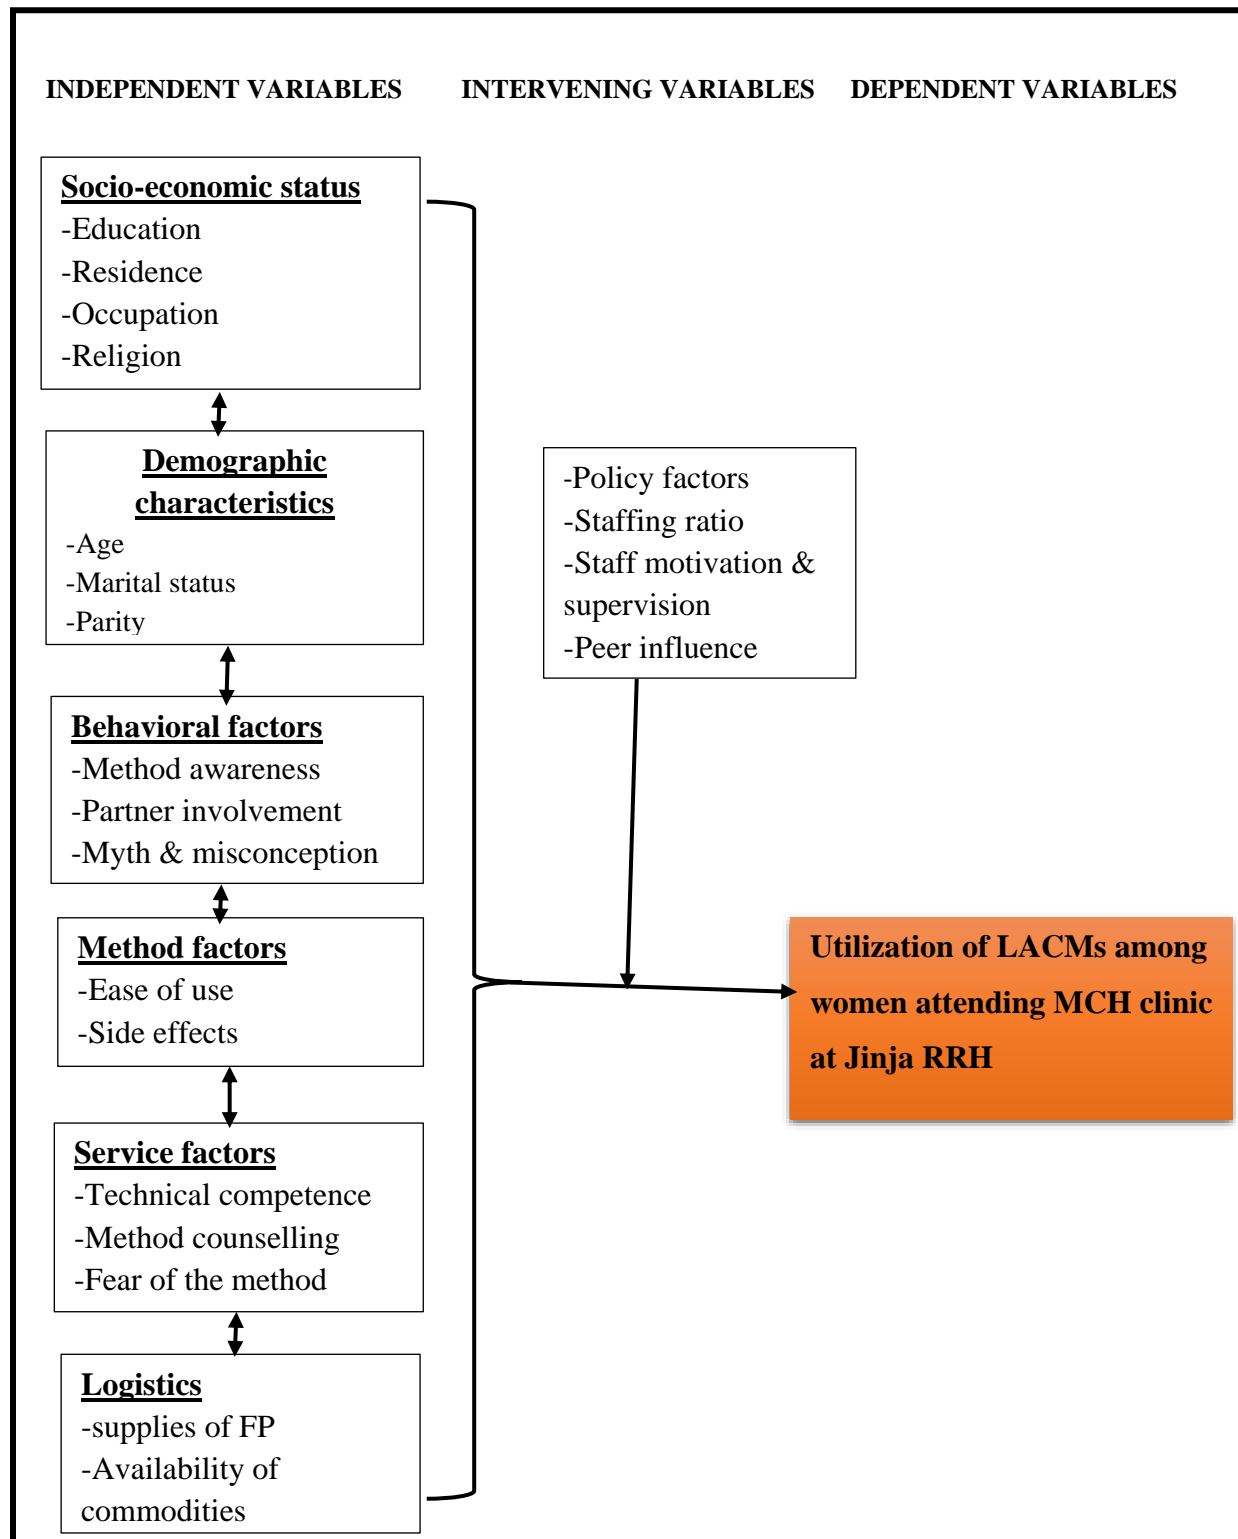 INDEPENDENT VARIABLES INTERVENING VARIABLES DEPENDENT VARIABLES
Socio-economic status
-Education
-Residence
-Occupation
-Religion
Demographic
characteristics
-Age
-Marital status
-Parity
Behavioral factors
-Method awareness
-Partner involvement
-Myth & misconception
Method factors
-Ease of use
-Side effects
Service factors
-Technical competence
-Method counselling
-Fear of the method
Logistics
-supplies of FP
-Availability of
commodities
-Policy factors
-Staffing ratio
-Staff motivation &
supervision
-Peer influence
Utilization of LACMs among
women attending MCH clinic
at Jinja RRH